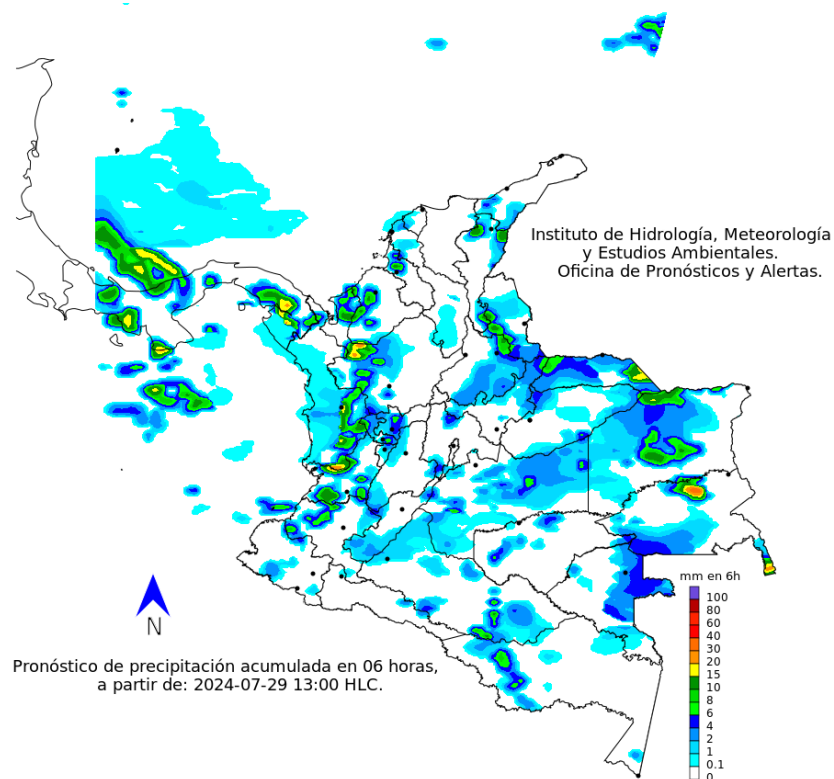 Instituto de Hidrología, Meteorología
y Estudios Ambientales.
Oficina de Pronósticos y Alertas.
N
Pronóstico de precipitación acumulada en 06 horas,
a partir de: 2024-07-29 13:00 HLC.
mm en 6h
100
80
60
40
30
20
15
10
8
6
4
2
1
0.1
0